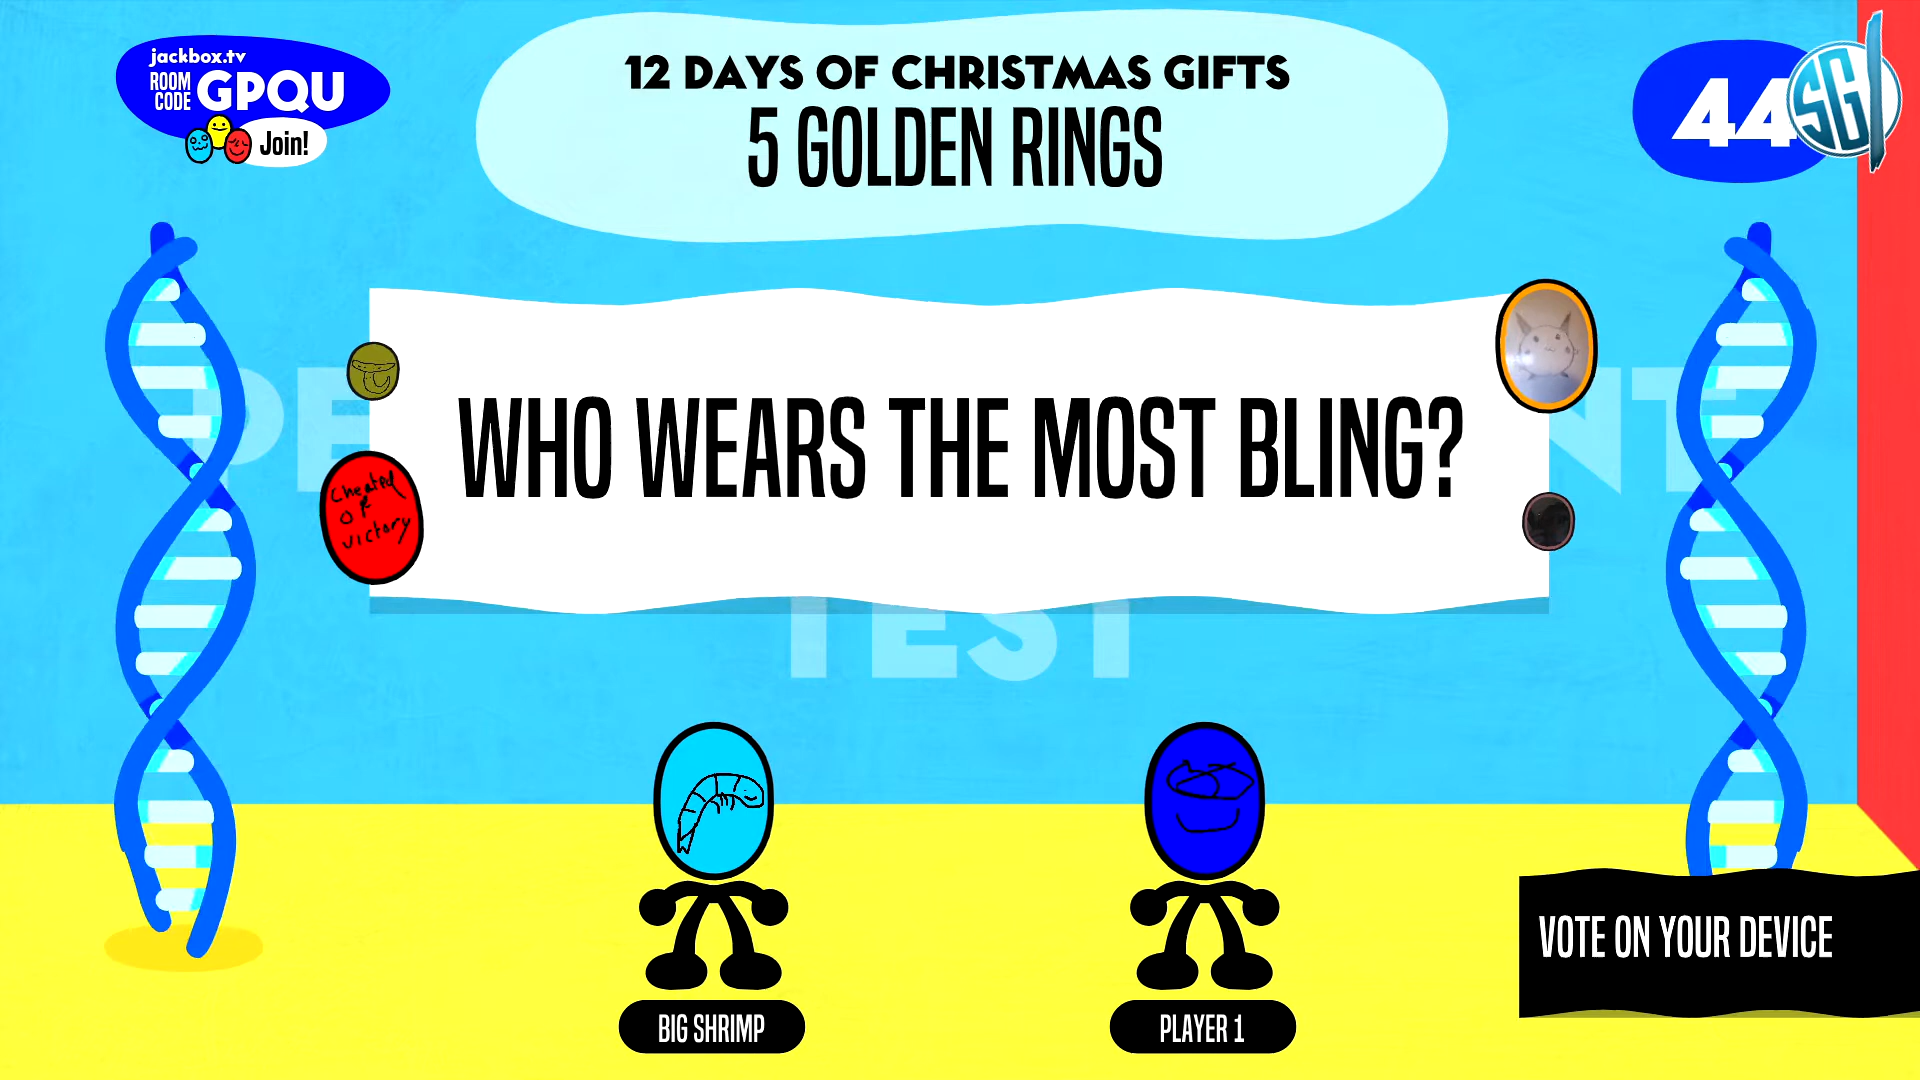 jackbox.tv
ROOM CODE GPQU
Join!
12 DAYS OF CHRISTMAS GIFTS
5 GOLDEN RINGS
44
SG
WHO WEARS THE MOST BLING?
Cheated
OF
victory
TEST
BIG SHRIMP
PLAYER 1
VOTE ON YOUR DEVICE